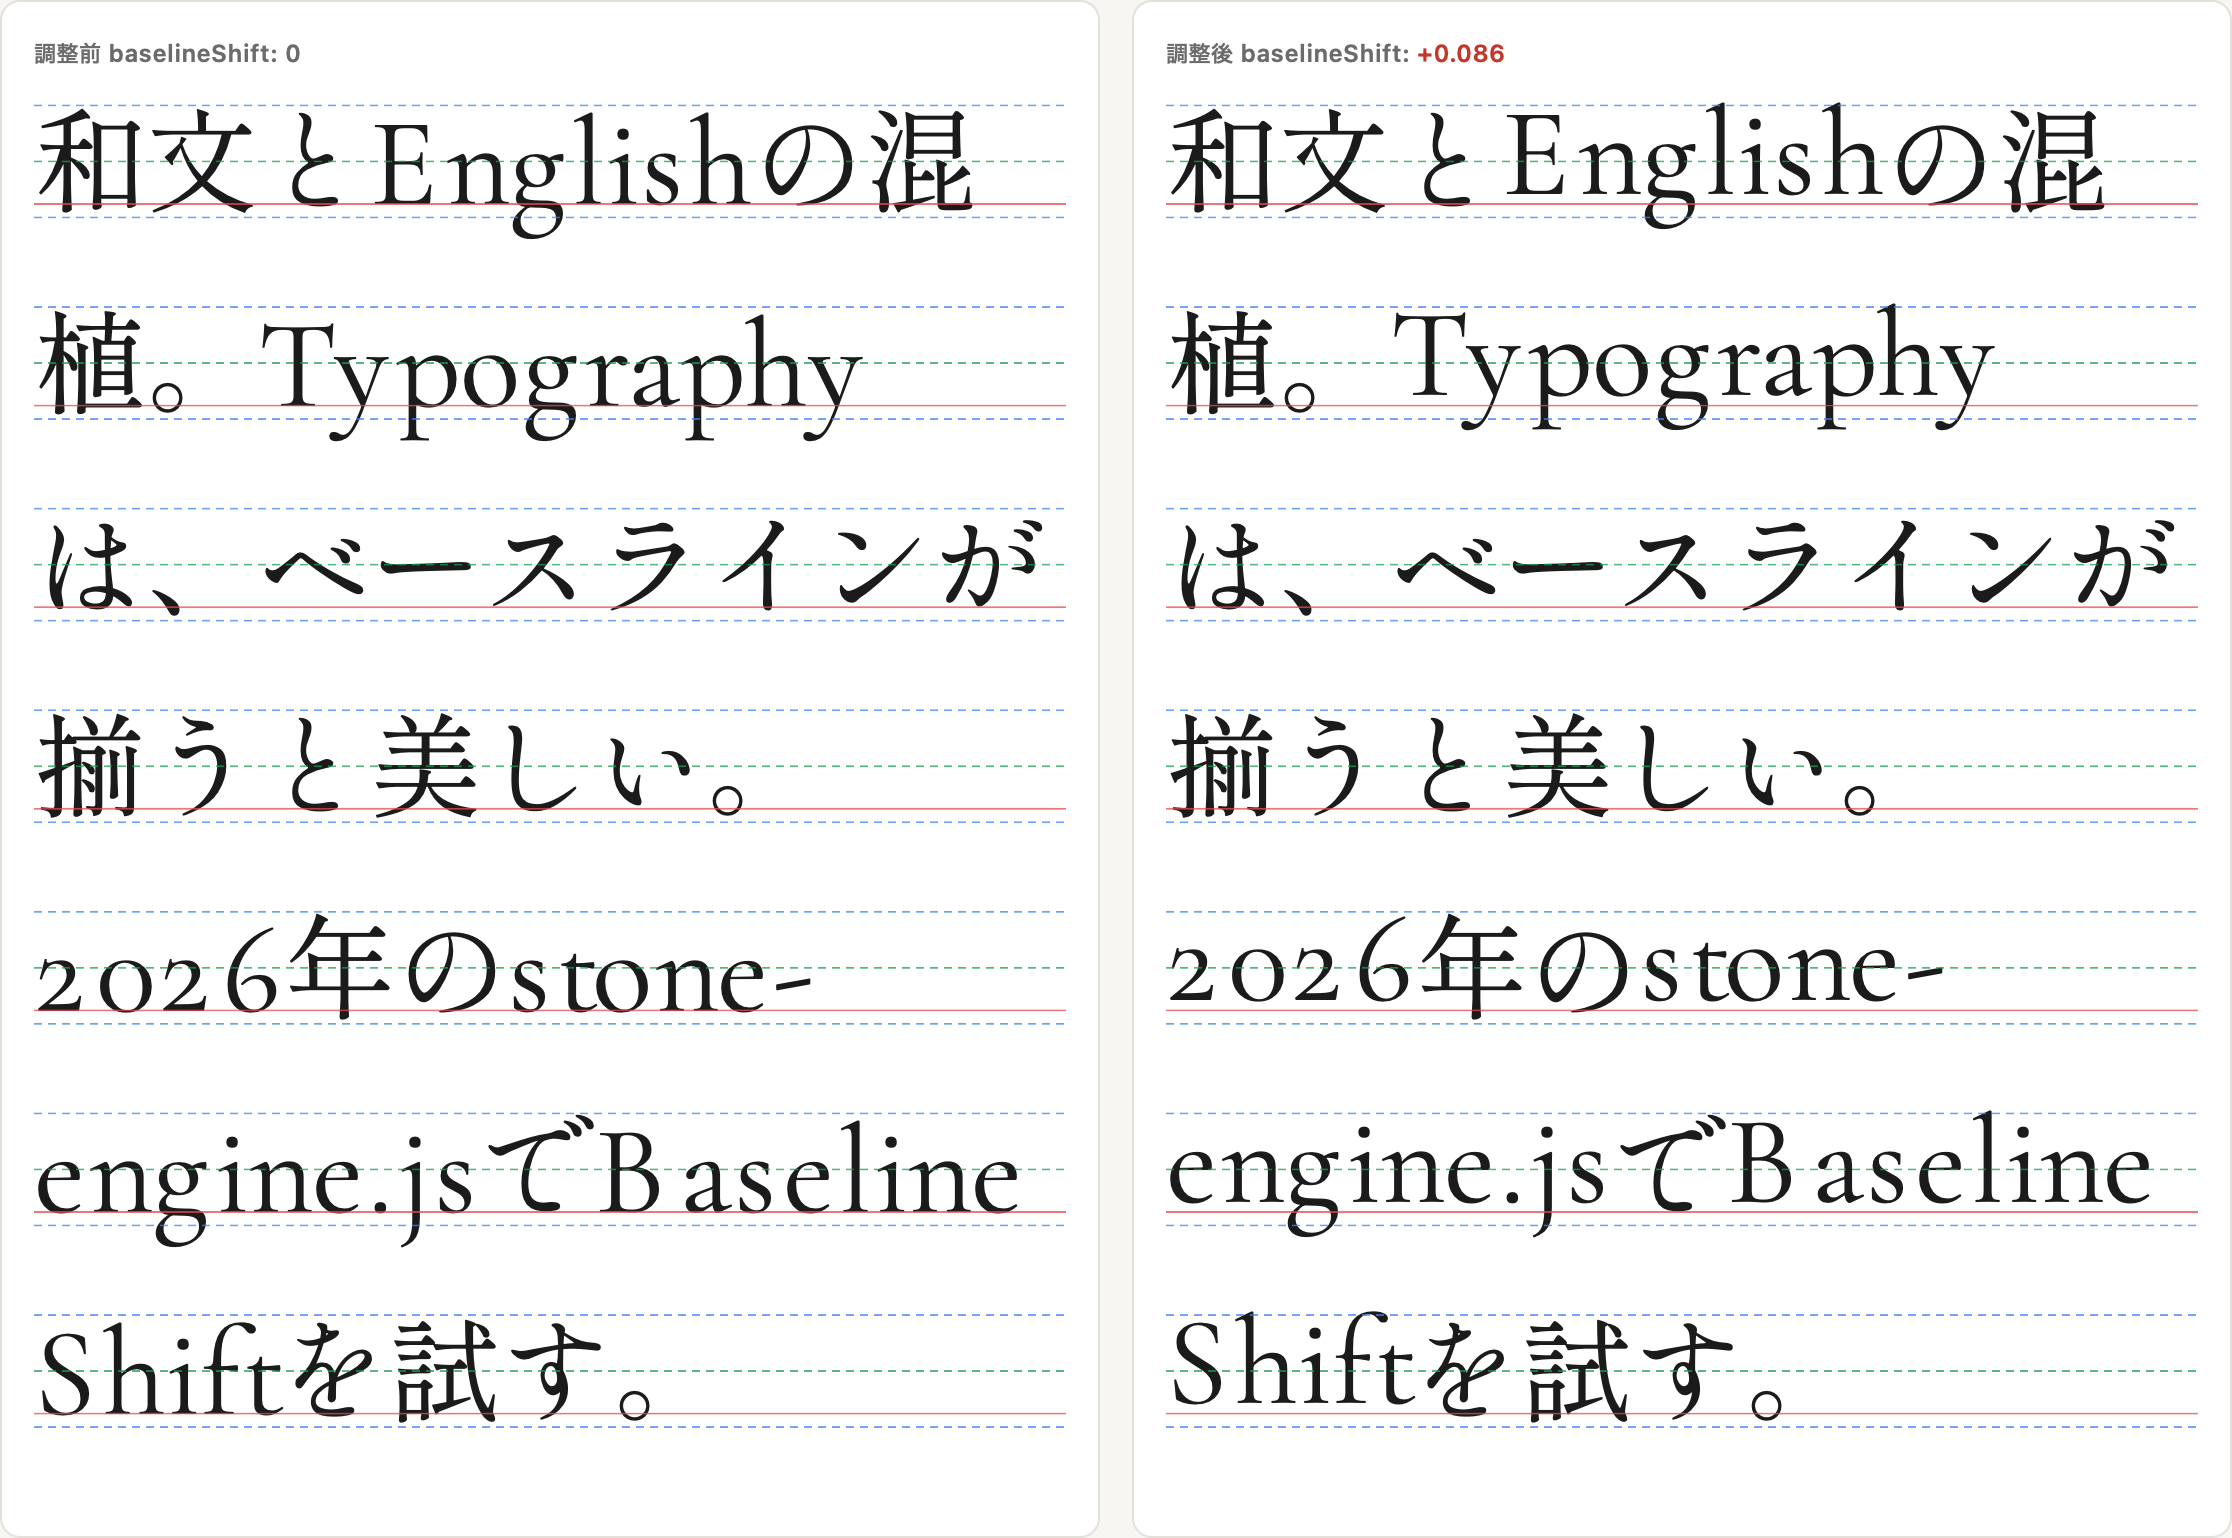 調整前 baselineShift: 0
和文とEnglishの混
植。Typography
は、ベースラインが
揃うと美しい。
2026年のstone-
engine.jsでBaseline
Shiftを試す。
調整後 baselineShift: +0.086
和文とEnglishの混
植。Typography
は、ベースラインが
揃うと美しい。
2026年のstone-
engine.jsでBaseline
Shiftを試す。